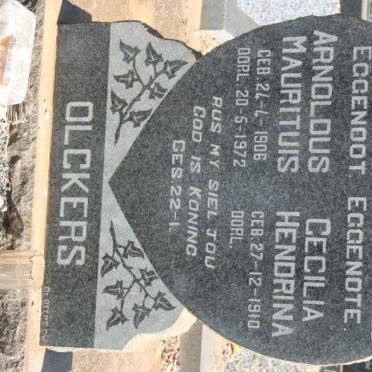 EGGENOOT EGGENOTE
ARNOLDUS CECILIA
MAURITUIS HENDRINA
GEB. 24-4-1906 GEB. 27-12-1910
OORL. 20-5-1972 OORL.
RUS MY SIEL JOU
GOD IS KONING
GES. 22-1
OLCKERS